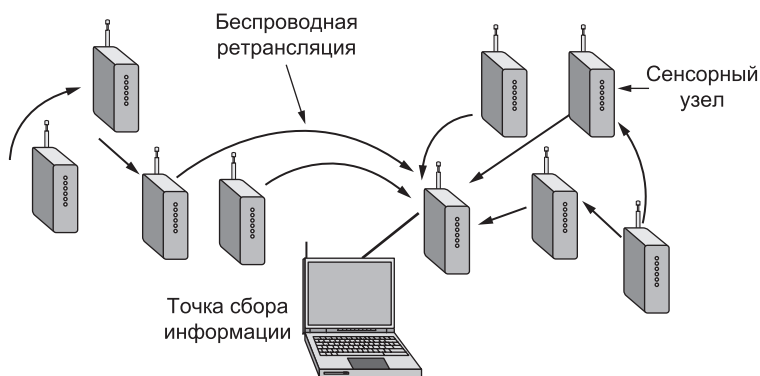 Беспроводная
ретрансляция
Сенсорный
узел
Точка сбора
информации